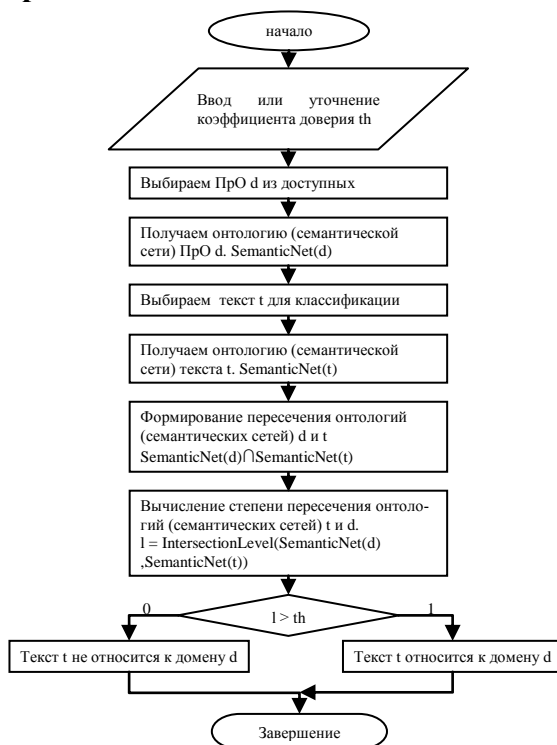 начало
Ввод или уточнение
коэффициента доверия th
Выбираем ПрО d из доступных
Получаем онтологию (семантической
сети) ПрО d. SemanticNet(d)
Выбираем текст t для классификации
Получаем онтологию (семантической
сети) текста t. SemanticNet(t)
Формирование пересечения онтологий
(семантических сетей) d и t
SemanticNet(d)∩SemanticNet(t)
Вычисление степени пересечения онтоло-
гий (семантических сетей) t и d.
l = IntersectionLevel(SemanticNet(d)
,SemanticNet(t))
0
l > th
1
Текст t не относится к домену d
Текст t относится к домену d
Завершение